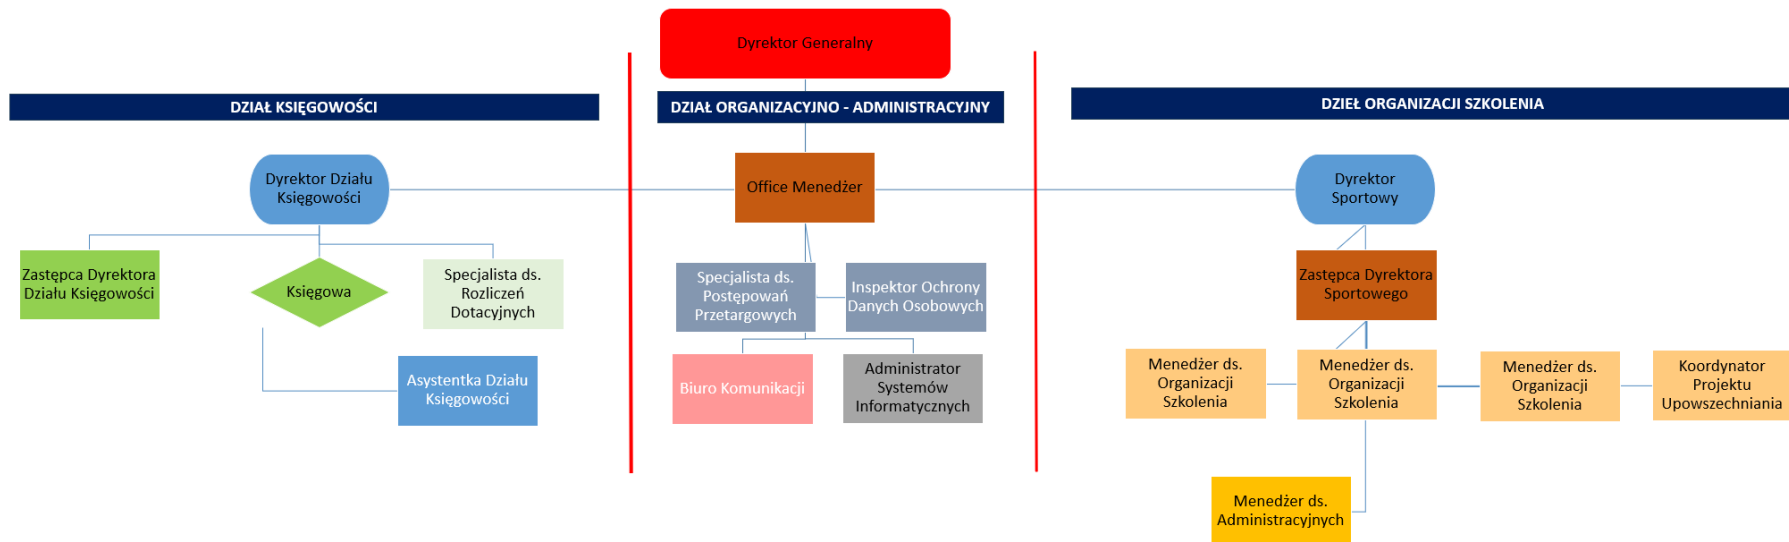 Dyrektor Generalny
DZIAŁ KSIĘGOWOŚCI
DZIAŁ ORGANIZACYJNO - ADMINISTRACYJNY
DZIEŁ ORGANIZACJI SZKOLENIA
Dyrektor Działu
Księgowości
Office Menedżer
Dyrektor
Sportowy
Zastępca Dyrektora
Działu Księgowości
Księgowa
Specjalista ds.
Rozliczeń
Dotacyjnych
Specjalista ds.
Postępowań
Przetargowych
Inspektor Ochrony
Danych Osobowych
Zastępca Dyrektora
Sportowego
Asystentka Działu
Księgowości
Biuro Komunikacji
Administrator
Systemów
Informatycznych
Menedżer ds.
Organizacji
Szkolenia
Menedżer ds.
Organizacji
Szkolenia
Menedżer ds.
Organizacji
Szkolenia
Koordynator
Projektu
Upowszechniania
Menedżer ds.
Administracyjnych